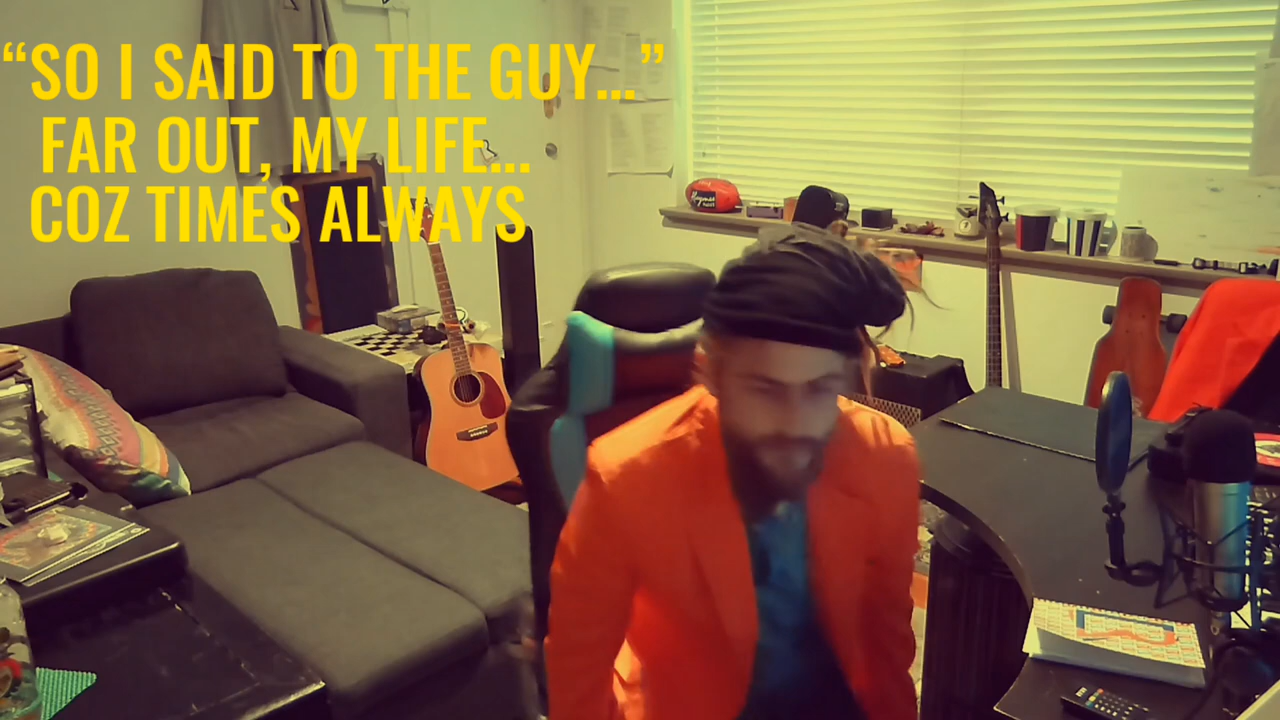 “SO I SAID TO THE GUY...”
FAR OUT, MY LIFE...
COZ TIMES ALWAYS